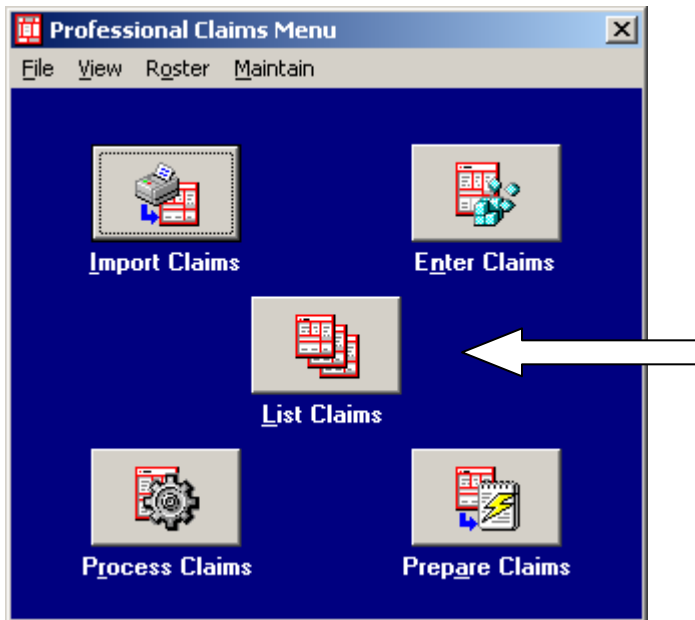 Professional Claims Menu
File View Roster Maintain
Import Claims Enter Claims
List Claims
Process Claims Prepare Claims